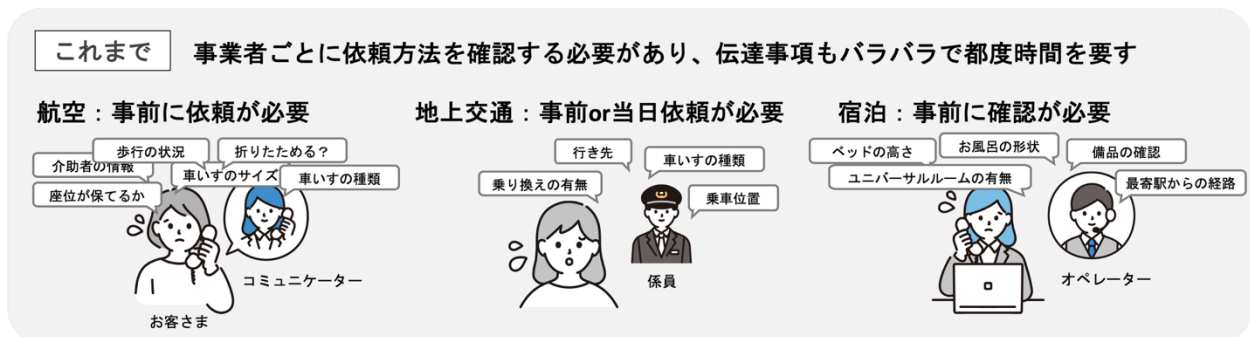 これまで
事業者ごとに依頼方法を確認する必要があり、伝達事項もバラバラで都度時間を要す
航空：事前に依頼が必要
歩行の状況
折りたためる？
介助者の情報
車いすのサイズ
車いすの種類
座位が保てるか
コミュニケーター
お客さま
地上交通：事前or当日依頼が必要
行き先
車いすの種類
乗り換えの有無
乗車位置
係員
宿泊：事前に確認が必要
ベッドの高さ
お風呂の形状
備品の確認
ユニバーサルルームの有無
最寄駅からの経路
オペレーター